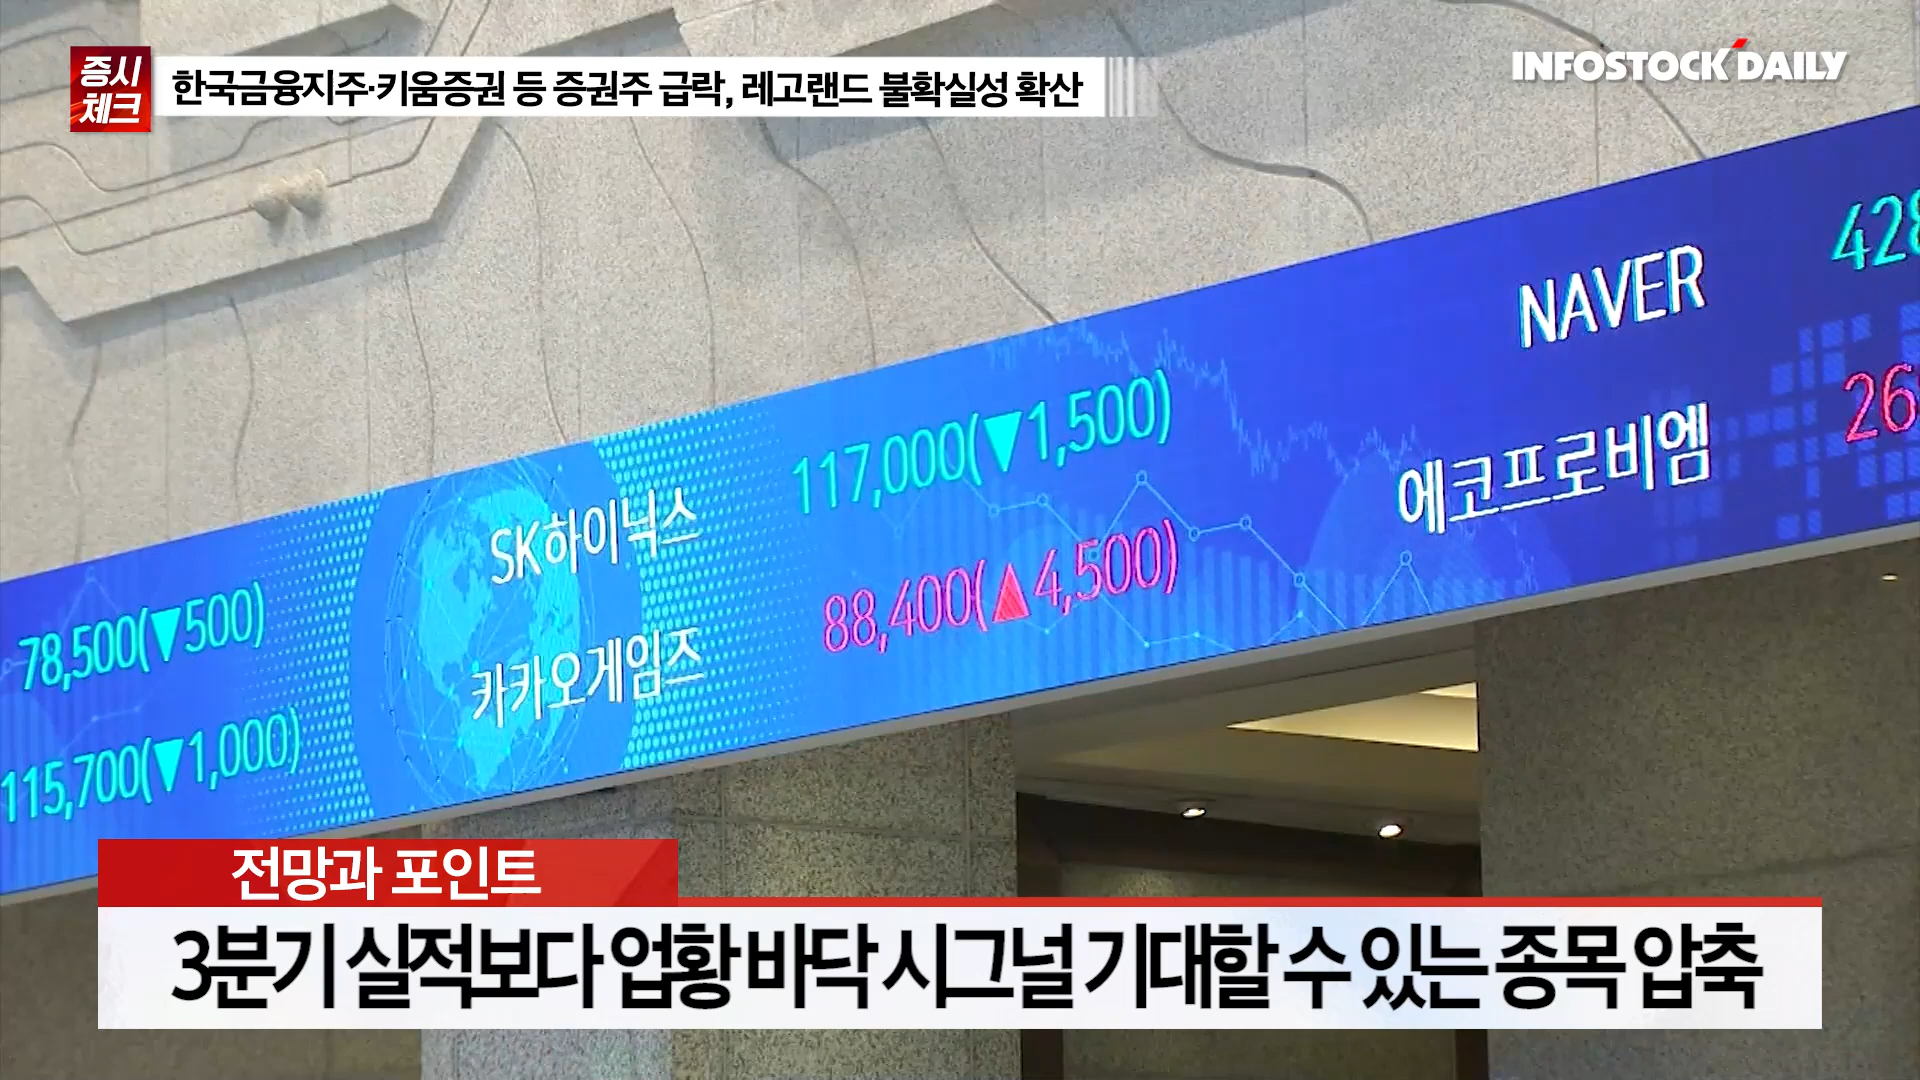 증시
체크
한국금융지주·키움증권 등 증권주 급락, 레고랜드 불확실성 확산
INFOSTOCK DAILY
NAVER
428
에코프로비엠
26
SK하이닉스
117,000(▼1,500)
카카오게임즈
88,400(▲4,500)
78,500(▼500)
115,700(▼1,000)
전망과 포인트
3분기 실적보다 업황 바닥 시그널 기대할 수 있는 종목 압축